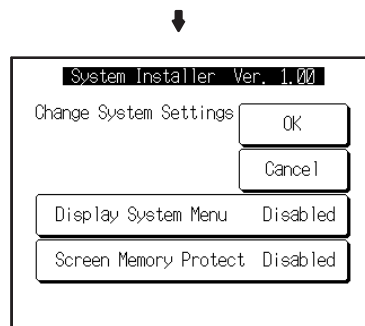 System Installer Ver. 1.00
Change System Settings
OK
Cancel
Display System Menu Disabled
Screen Memory Protect Disabled